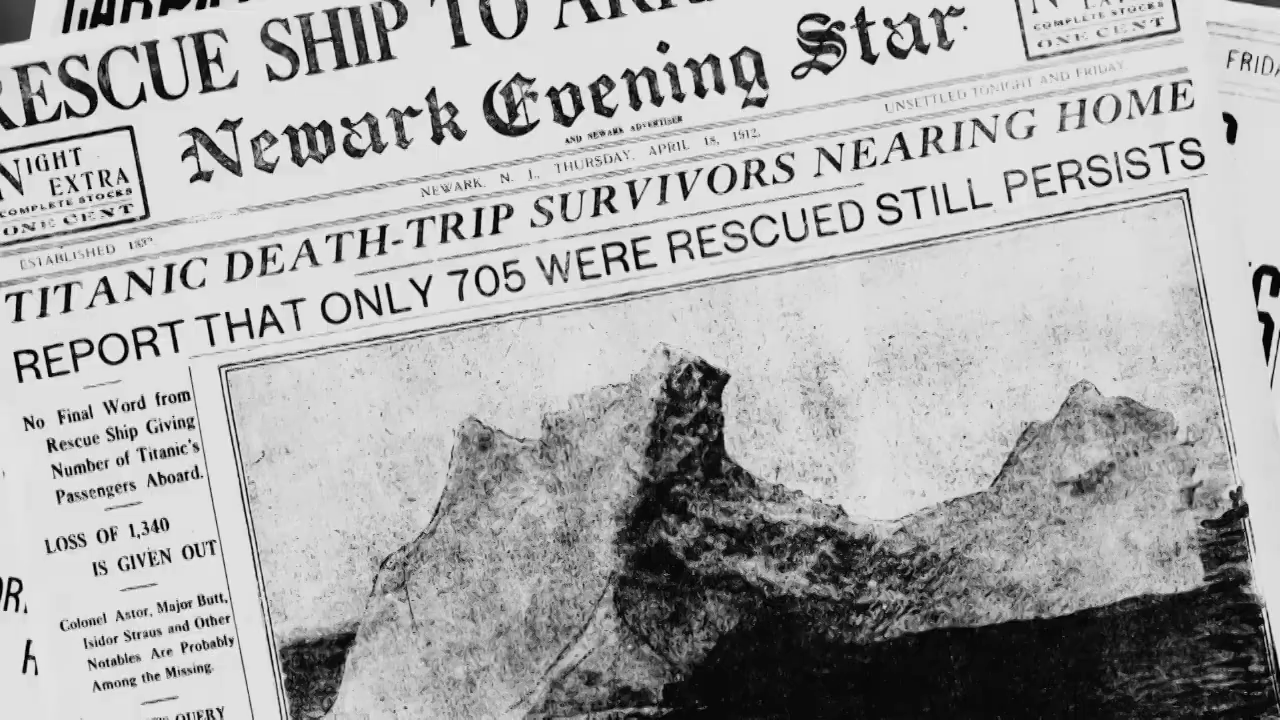 RESCUE SHIP TO
Newark Evening Star
AND NEWARK ADVERTISER
NIGHT
EXTRA
COMPLETE STOCKS
ONE CENT
COMPLETE STOCKS
ONE CENT
FRIDA
ESTABLISHED
NEWARK, N. J., THURSDAY, APRIL 18, 1912.
UNSETTLED TONIGHT AND FRIDAY
TITANIC DEATH-TRIP SURVIVORS NEARING HOME
REPORT THAT ONLY 705 WERE RESCUED STILL PERSISTS
No Final Word from
Rescue Ship Giving
Number of Titanic's
Passengers Aboard.
LOSS OF 1,340
IS GIVEN OUT
Colonel Astor, Major Butt,
Isidor Straus and Other
Notables Are Probably
Among the Missing.
QUERY